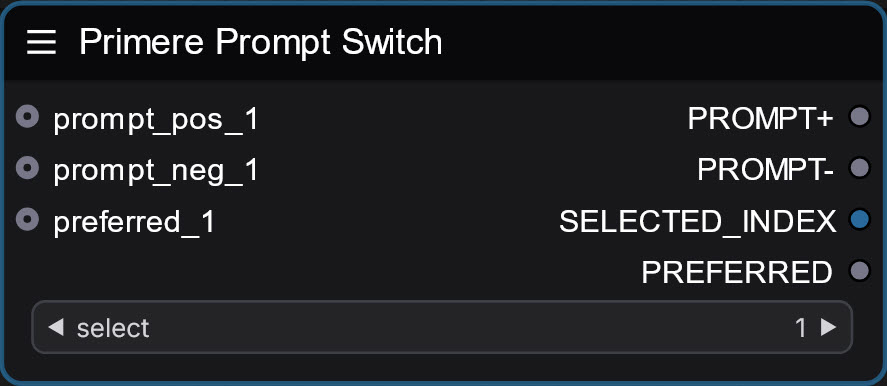 Primere Prompt Switch
prompt_pos_1 PROMPT+
prompt_neg_1 PROMPT-
preferred_1 SELECTED_INDEX
PREFERRED
select 1